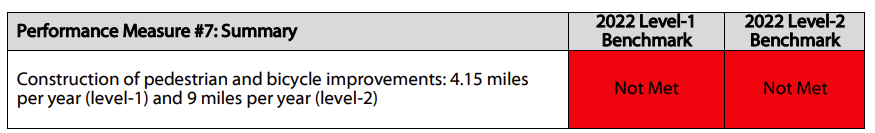 Performance Measure #7: Summary
2022 Level-1
Benchmark
2022 Level-2
Benchmark
Construction of pedestrian and bicycle improvements: 4.15 miles
per year (level-1) and 9 miles per year (level-2)
Not Met
Not Met